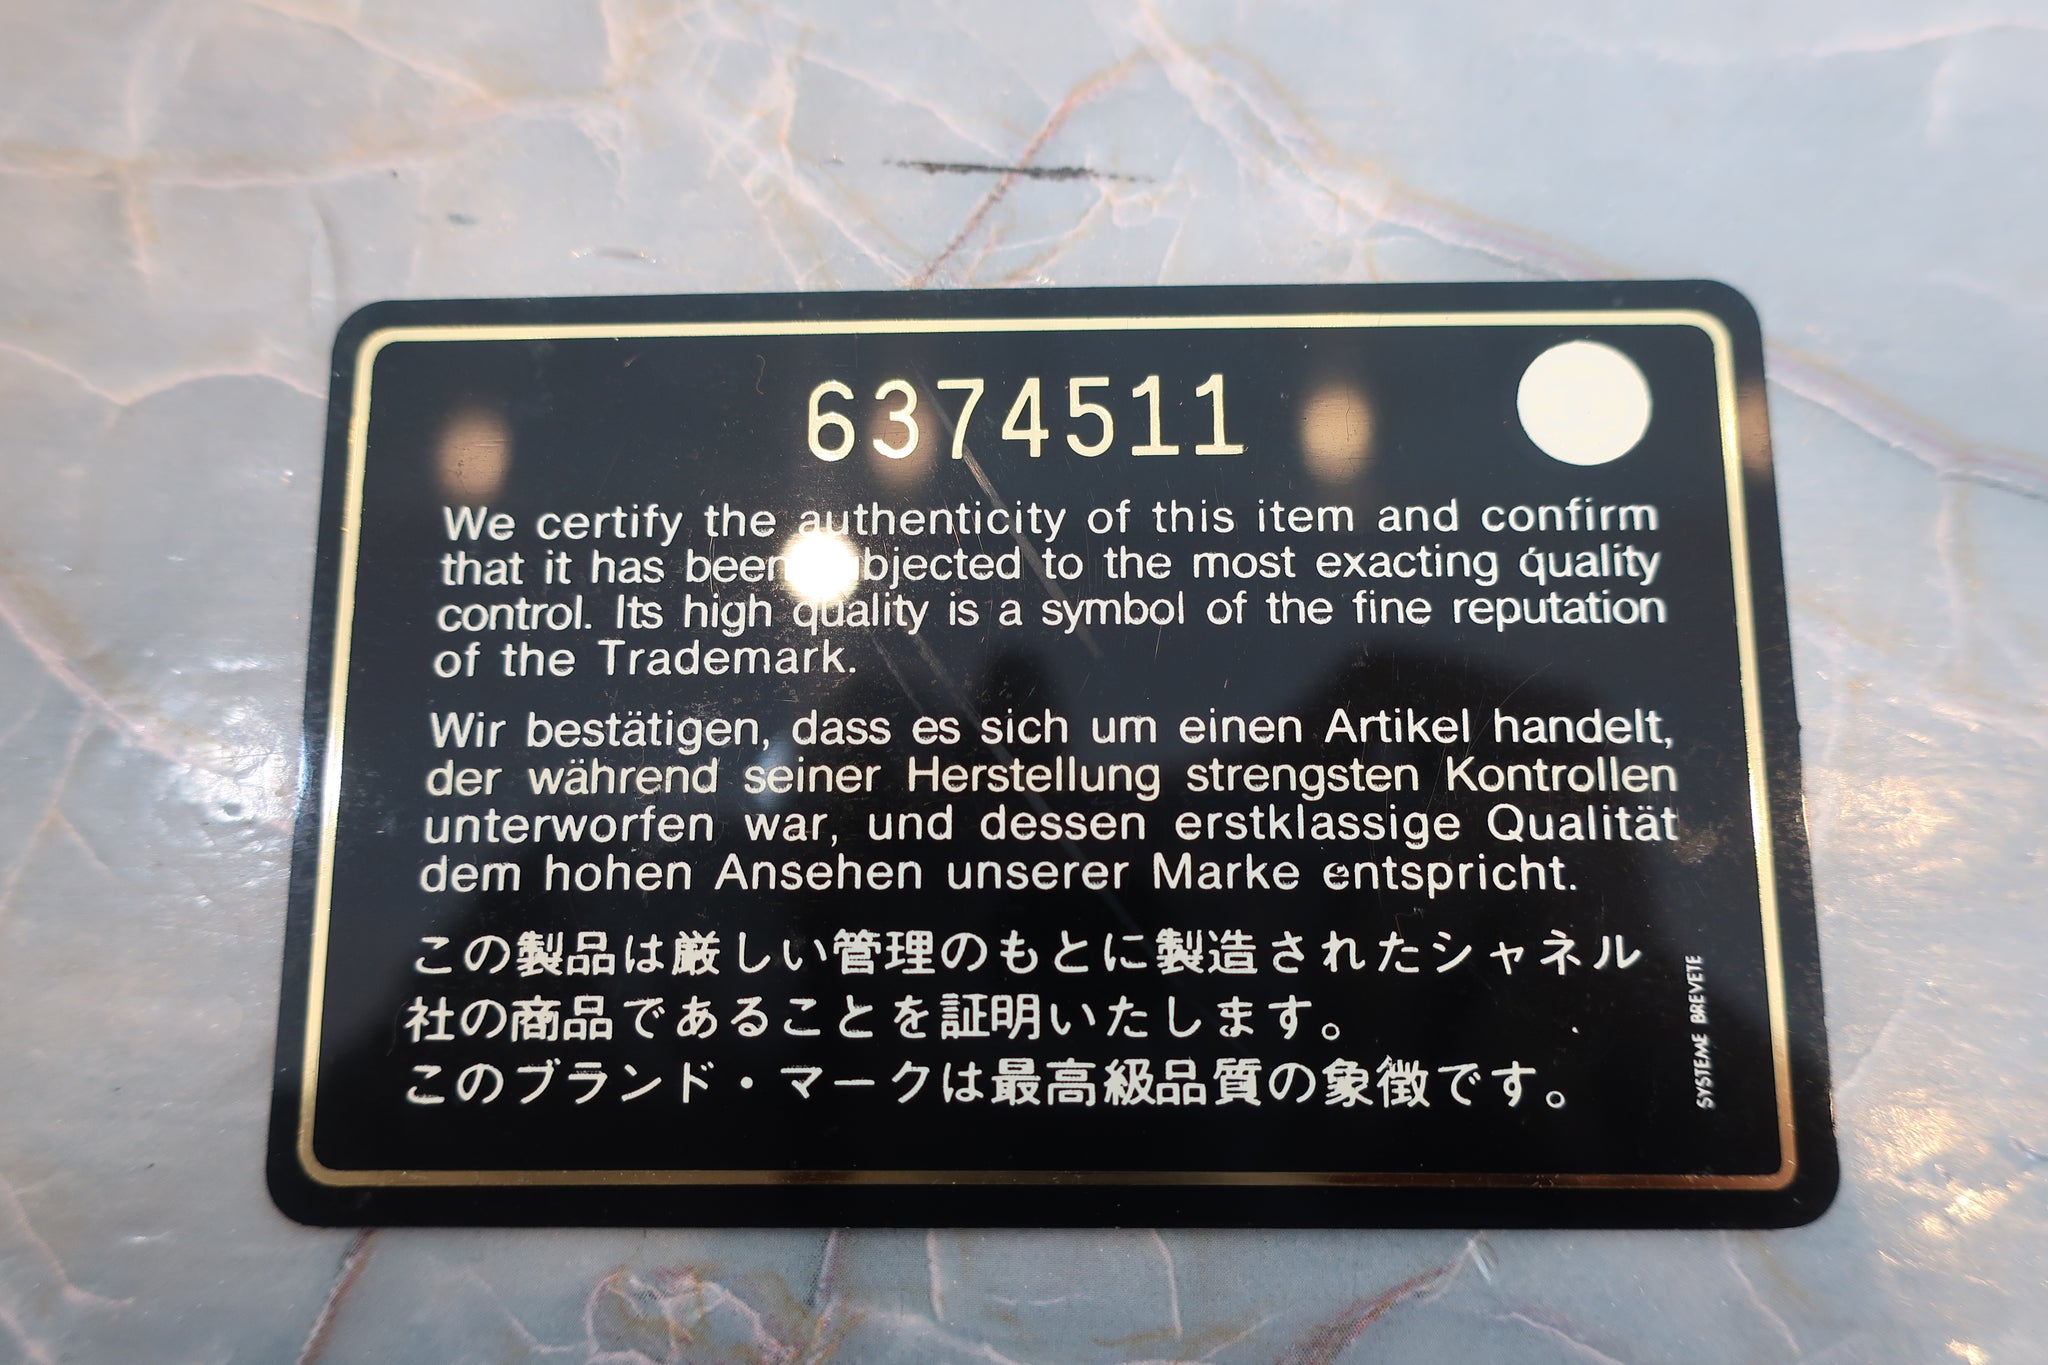 6374511
We certify the authenticity of this item and confirm
that it has been subjected to the most exacting quality
control. Its high quality is a symbol of the fine reputation
of the Trademark.
Wir bestätigen, dass es sich um einen Artikel handelt,
der während seiner Herstellung strengsten Kontrollen
unterworfen war, und dessen erstklassige Qualität
dem hohen Ansehen unserer Marke entspricht.
この製品は厳しい管理のもとに製造されたシャネル
社の商品であることを証明いたします。
このブランド・マークは最高級品質の象徴です。
SYSTEME BREVETE